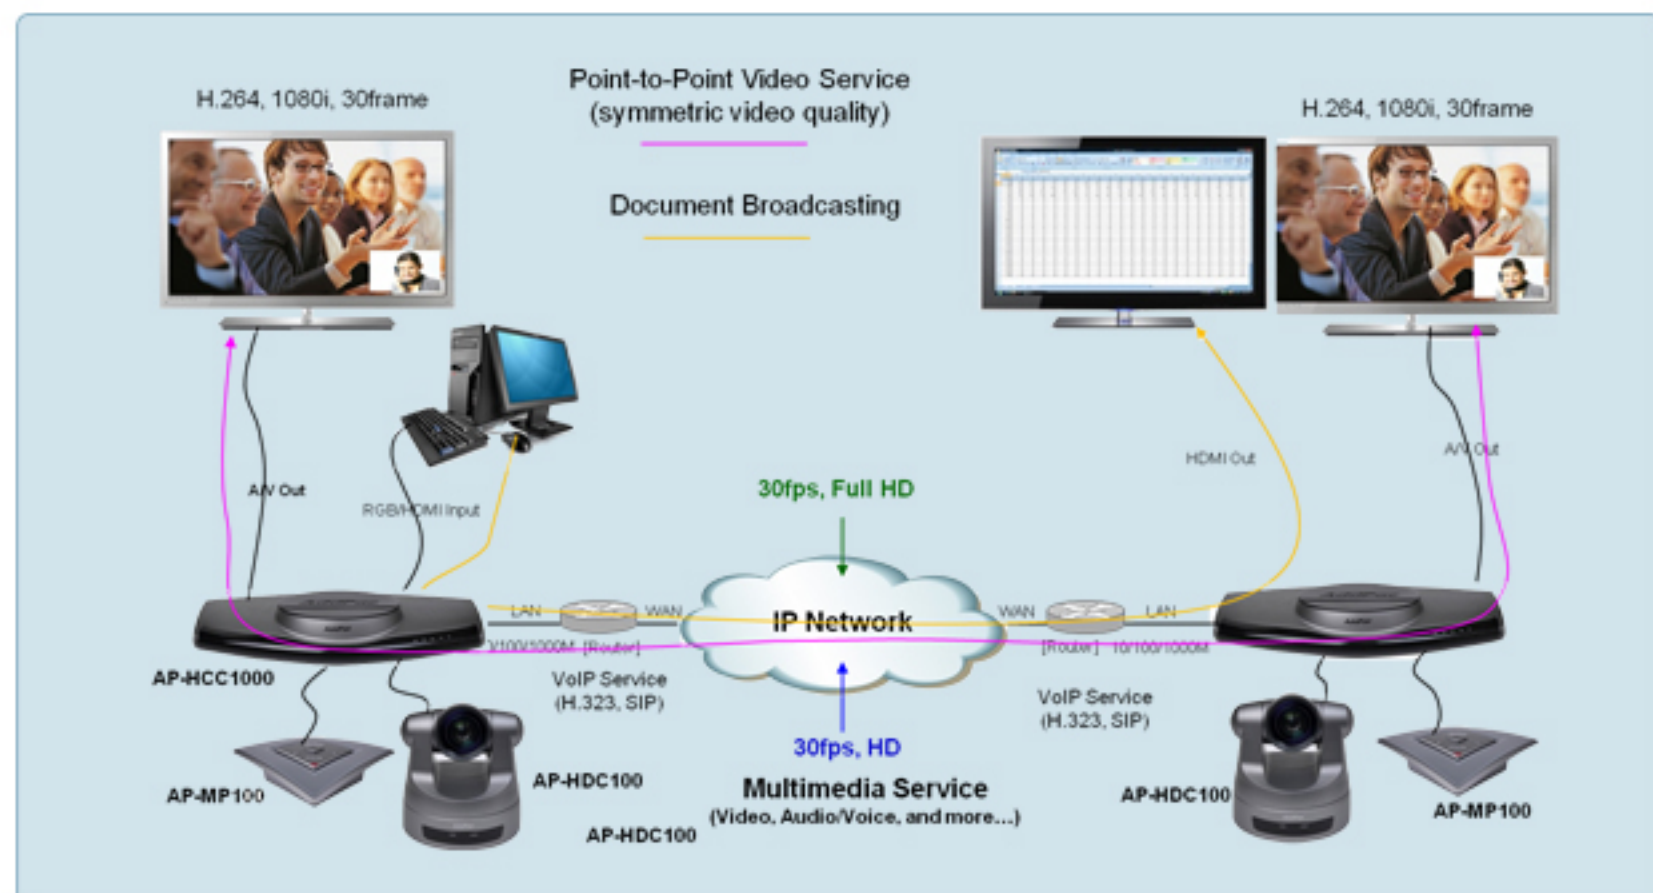 Point-to-Point Video Service
(symmetric video quality)
H.264, 1080i, 30frame
H.264, 1080i, 30frame
Document Broadcasting
A/V Out
RGB/HDMI Input
30fps, Full HD
HDMI Out
A/V Out
LAN
WAN
IP Network
WAN
LAN
/100/1000M
[Router]
[Router]
10/100/1000M
AP-HCC1000
VoIP Service
(H.323, SIP)
VoIP Service
(H.323, SIP)
30fps, HD
Multimedia Service
(Video, Audio/Voice, and more...)
AP-MP100
AP-HDC100
AP-HDC100
AP-HDC100
AP-MP100